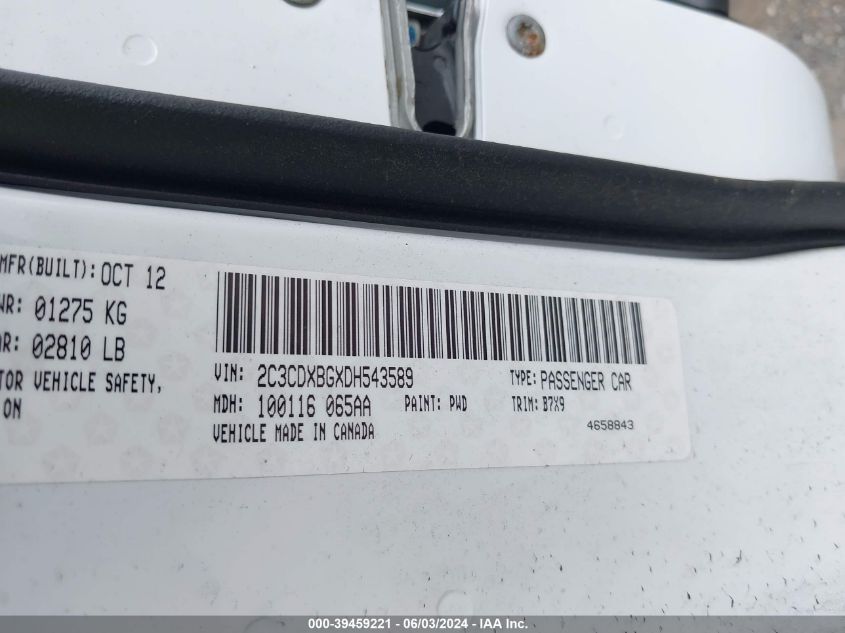 MFR(BUILT): OCT 12
WR: 01275 KG
AR: 02810 LB
TOR VEHICLE SAFETY,
ON
VIN: 2C3CDXBGXDH543589 TYPE: PASSENGER CAR
MDH: 100116 065AA PAINT: PWD TRIM: B7X9
VEHICLE MADE IN CANADA 4658843
000-39459221 - 06/03/2024 - IAA Inc.